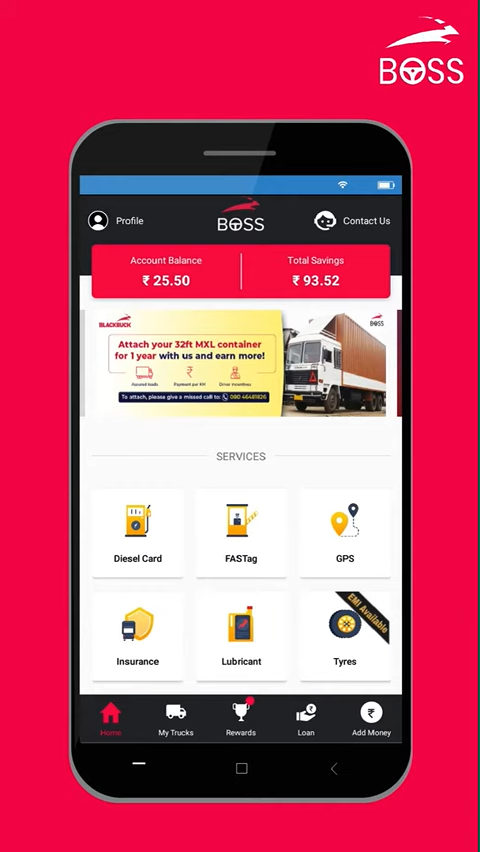 BOSS
Profile
BOSS
Contact Us
Account Balance
Total Savings
₹ 25.50
₹ 93.52
BLACKBUCK
BOSS
Attach your 32ft MXL container
for 1 year with us and earn more!
Assured loads
Payment per KM
Driver incentives
To attach, please give a missed call to: 080 46481826
SERVICES
Diesel Card
FASTag
GPS
EMI Available
Insurance
Lubricant
Tyres
Home
My Trucks
Rewards
Loan
Add Money